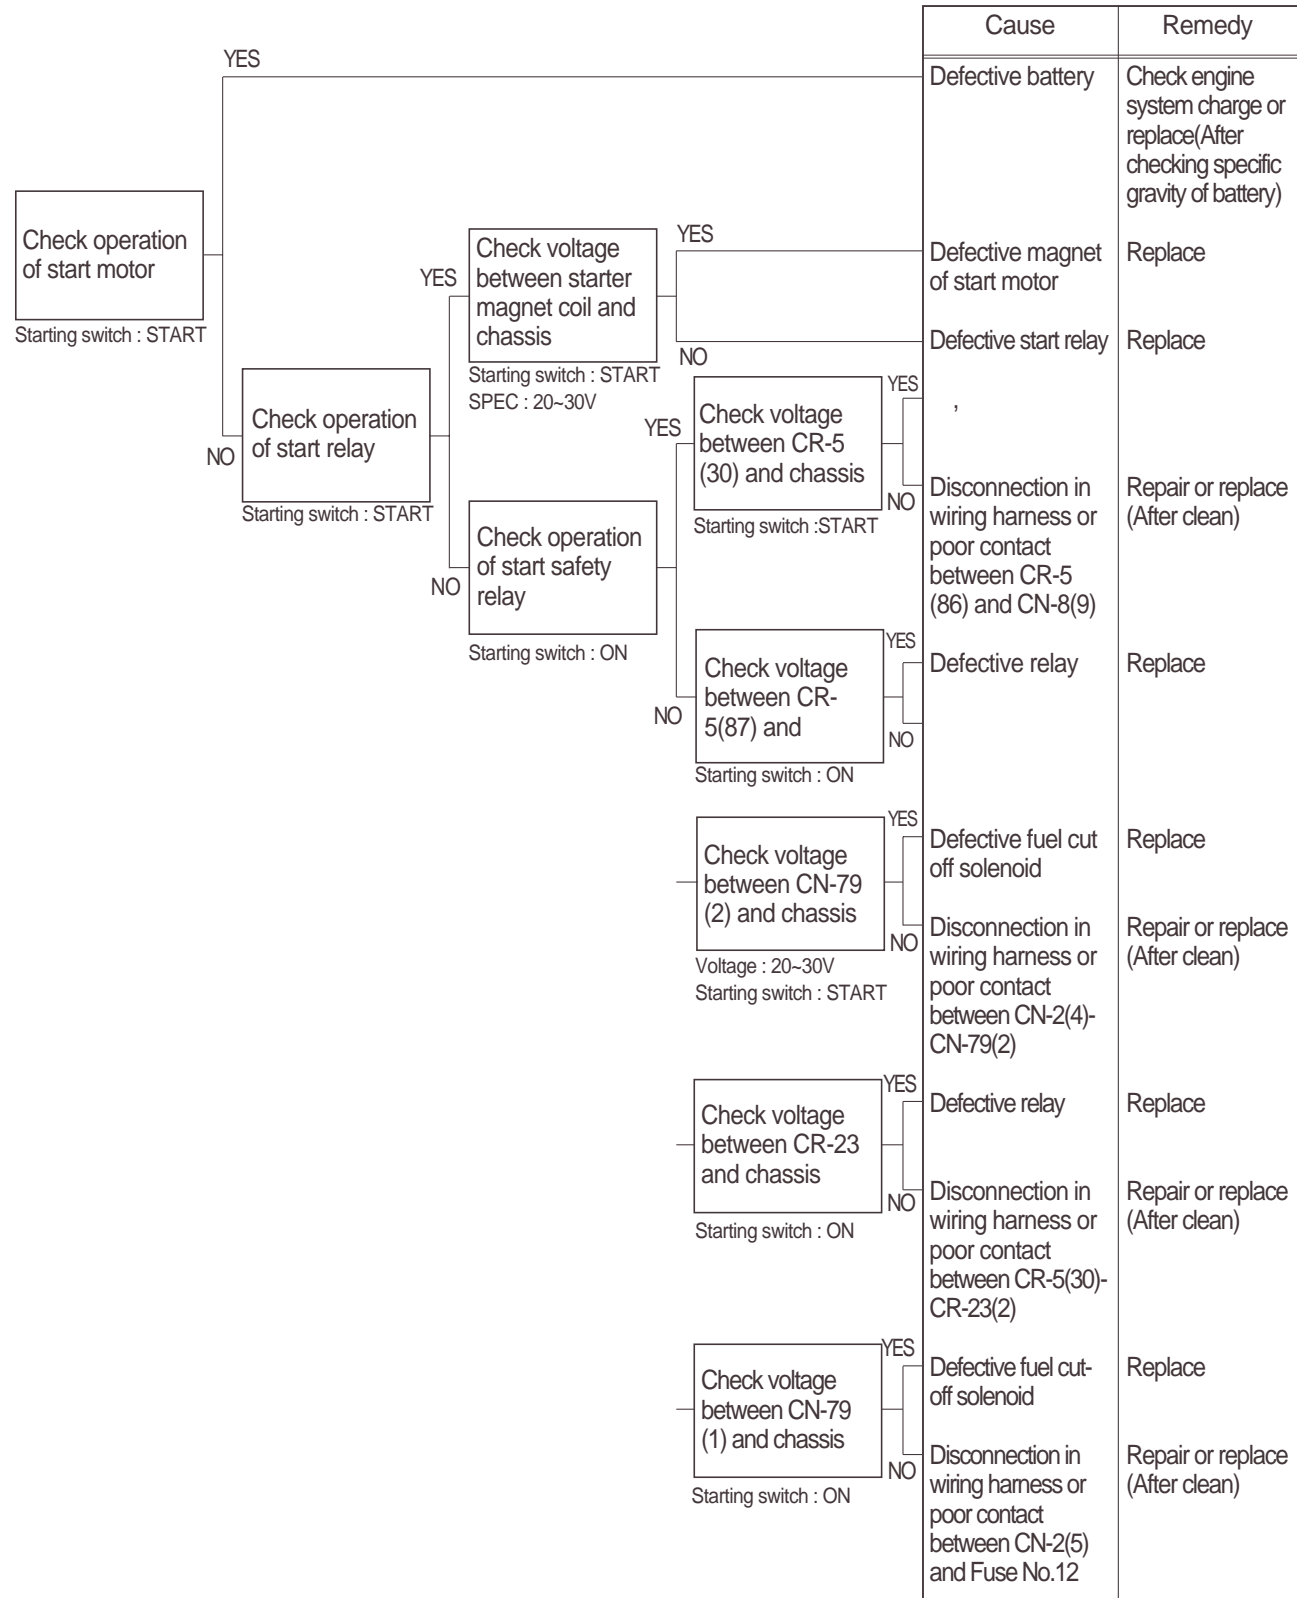 Cause
Remedy
YES
Defective battery
Check engine
system charge or
replace(After
checking specific
gravity of battery)
Check operation
of start motor
Starting switch : START
YES
Check voltage
between starter
magnet coil and
chassis
Starting switch : START
SPEC : 20~30V
YES
Defective magnet
of start motor
Replace
NO
Defective start relay
Replace
NO
Check operation
of start relay
Starting switch : START
NO
Check operation
of start safety
relay
Starting switch : ON
YES
Check voltage
between CR-5
(30) and chassis
Starting switch :START
YES
,
NO
Disconnection in
wiring harness or
poor contact
between CR-5
(86) and CN-8(9)
Repair or replace
(After clean)
NO
Check voltage
between CR-
5(87) and
Starting switch : ON
YES
Defective relay
Replace
NO
Check voltage
between CN-79
(2) and chassis
Voltage : 20~30V
Starting switch : START
YES
Defective fuel cut
off solenoid
Replace
NO
Disconnection in
wiring harness or
poor contact
between CN-2(4)-
CN-79(2)
Repair or replace
(After clean)
Check voltage
between CR-23
and chassis
Starting switch : ON
YES
Defective relay
Replace
NO
Disconnection in
wiring harness or
poor contact
between CR-5(30)-
CR-23(2)
Repair or replace
(After clean)
Check voltage
between CN-79
(1) and chassis
Starting switch : ON
YES
Defective fuel cut-
off solenoid
Replace
NO
Disconnection in
wiring harness or
poor contact
between CN-2(5)
and Fuse No.12
Repair or replace
(After clean)